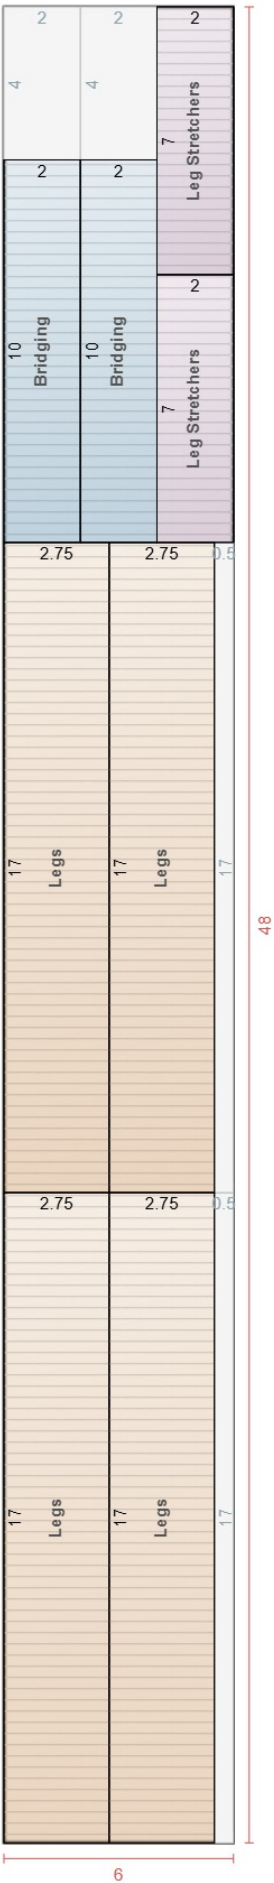 2 2 2
4 4 7 Leg Stretchers
2 2
10 Bridging 10 Bridging
2
7 Leg Stretchers
2.75 2.75 0.5
17 Legs 17 Legs 17
48
2.75 2.75 0.5
17 Legs 17 Legs 17
6